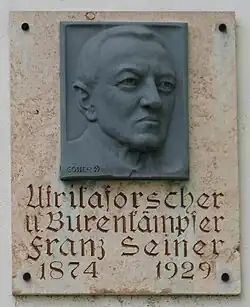 Afrikaforscher
u. Burenkämpfer
Franz Seiner
1874 1929